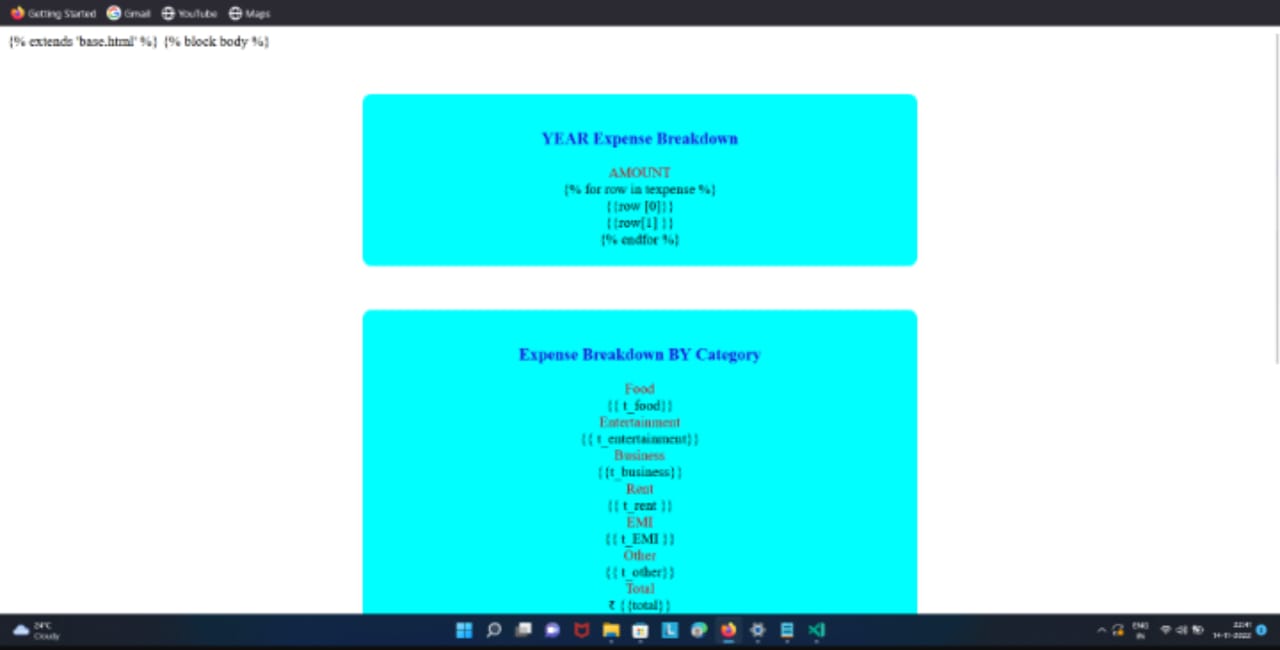 Getting Started Gmail YouTube Maps
{% extends 'base.html' %} {% block body %}
YEAR Expense Breakdown
AMOUNT
{% for row in texpense %}
{{row [0]}}
{{row[1] }}
{% endfor %}
Expense Breakdown BY Category
Food
{{ t_food}}
Entertainment
{{ t_entertainment}}
Business
{{t_business}}
Rent
{{ t_rent }}
EMI
{{ t_EMI }}
Other
{{ t_other}}
Total
₹ {{total}}
24°C
Cloudy
ENG
IN
22:41
14-11-2022